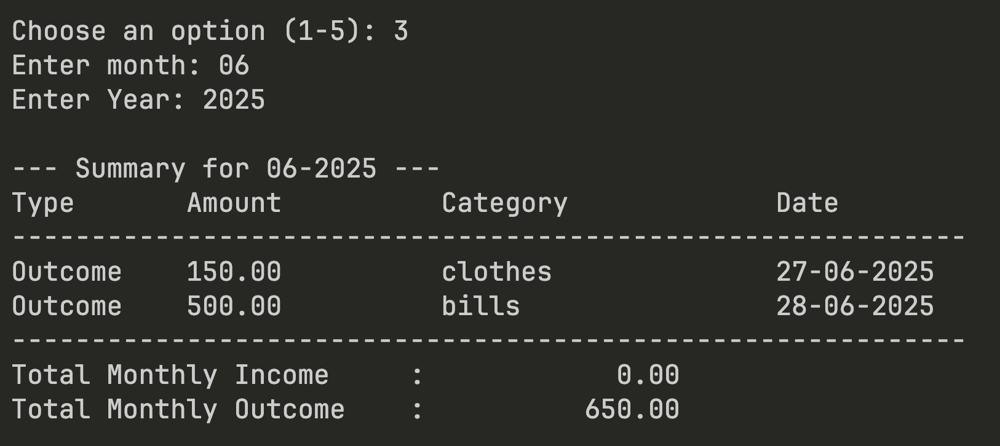 Choose an option (1-5): 3
Enter month: 06
Enter Year: 2025

--- Summary for 06-2025 ---
Type       Amount          Category             Date
------------------------------------------------------------
Outcome    150.00          clothes              27-06-2025
Outcome    500.00          bills                28-06-2025
------------------------------------------------------------
Total Monthly Income     :            0.00
Total Monthly Outcome    :          650.00